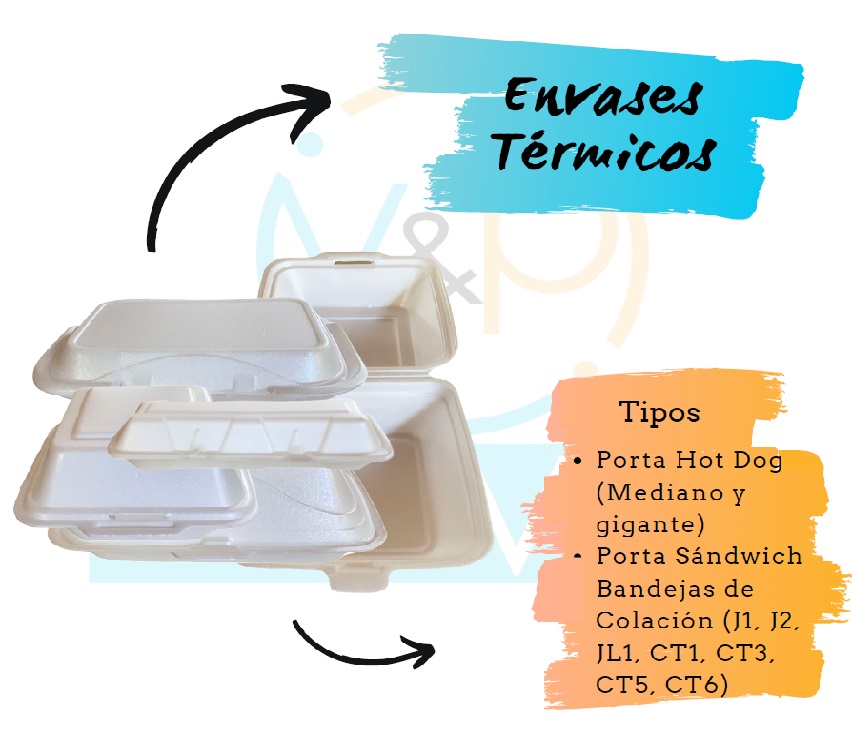 Envases
Térmicos
&p
Tipos
• Porta Hot Dog
(Mediano y
gigante)
• Porta Sándwich
Bandejas de
Colación (J1, J2,
JL1, CT1, CT3,
CT5, CT6)